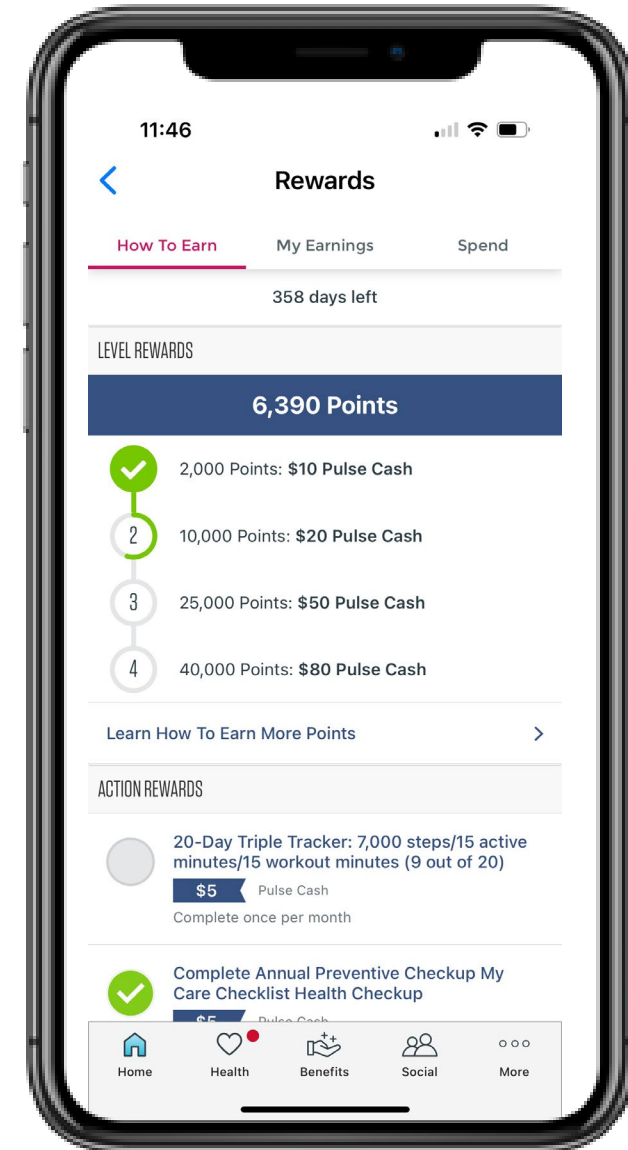 11:46
Rewards
How To Earn My Earnings Spend
358 days left
LEVEL REWARDS
6,390 Points
2,000 Points: $10 Pulse Cash
2 10,000 Points: $20 Pulse Cash
3 25,000 Points: $50 Pulse Cash
4 40,000 Points: $80 Pulse Cash
Learn How To Earn More Points
ACTION REWARDS
20-Day Triple Tracker: 7,000 steps/15 active
minutes/15 workout minutes (9 out of 20)
$5 Pulse Cash
Complete once per month
Complete Annual Preventive Checkup My
Care Checklist Health Checkup
$5 Pulse Cash
Home Health Benefits Social More